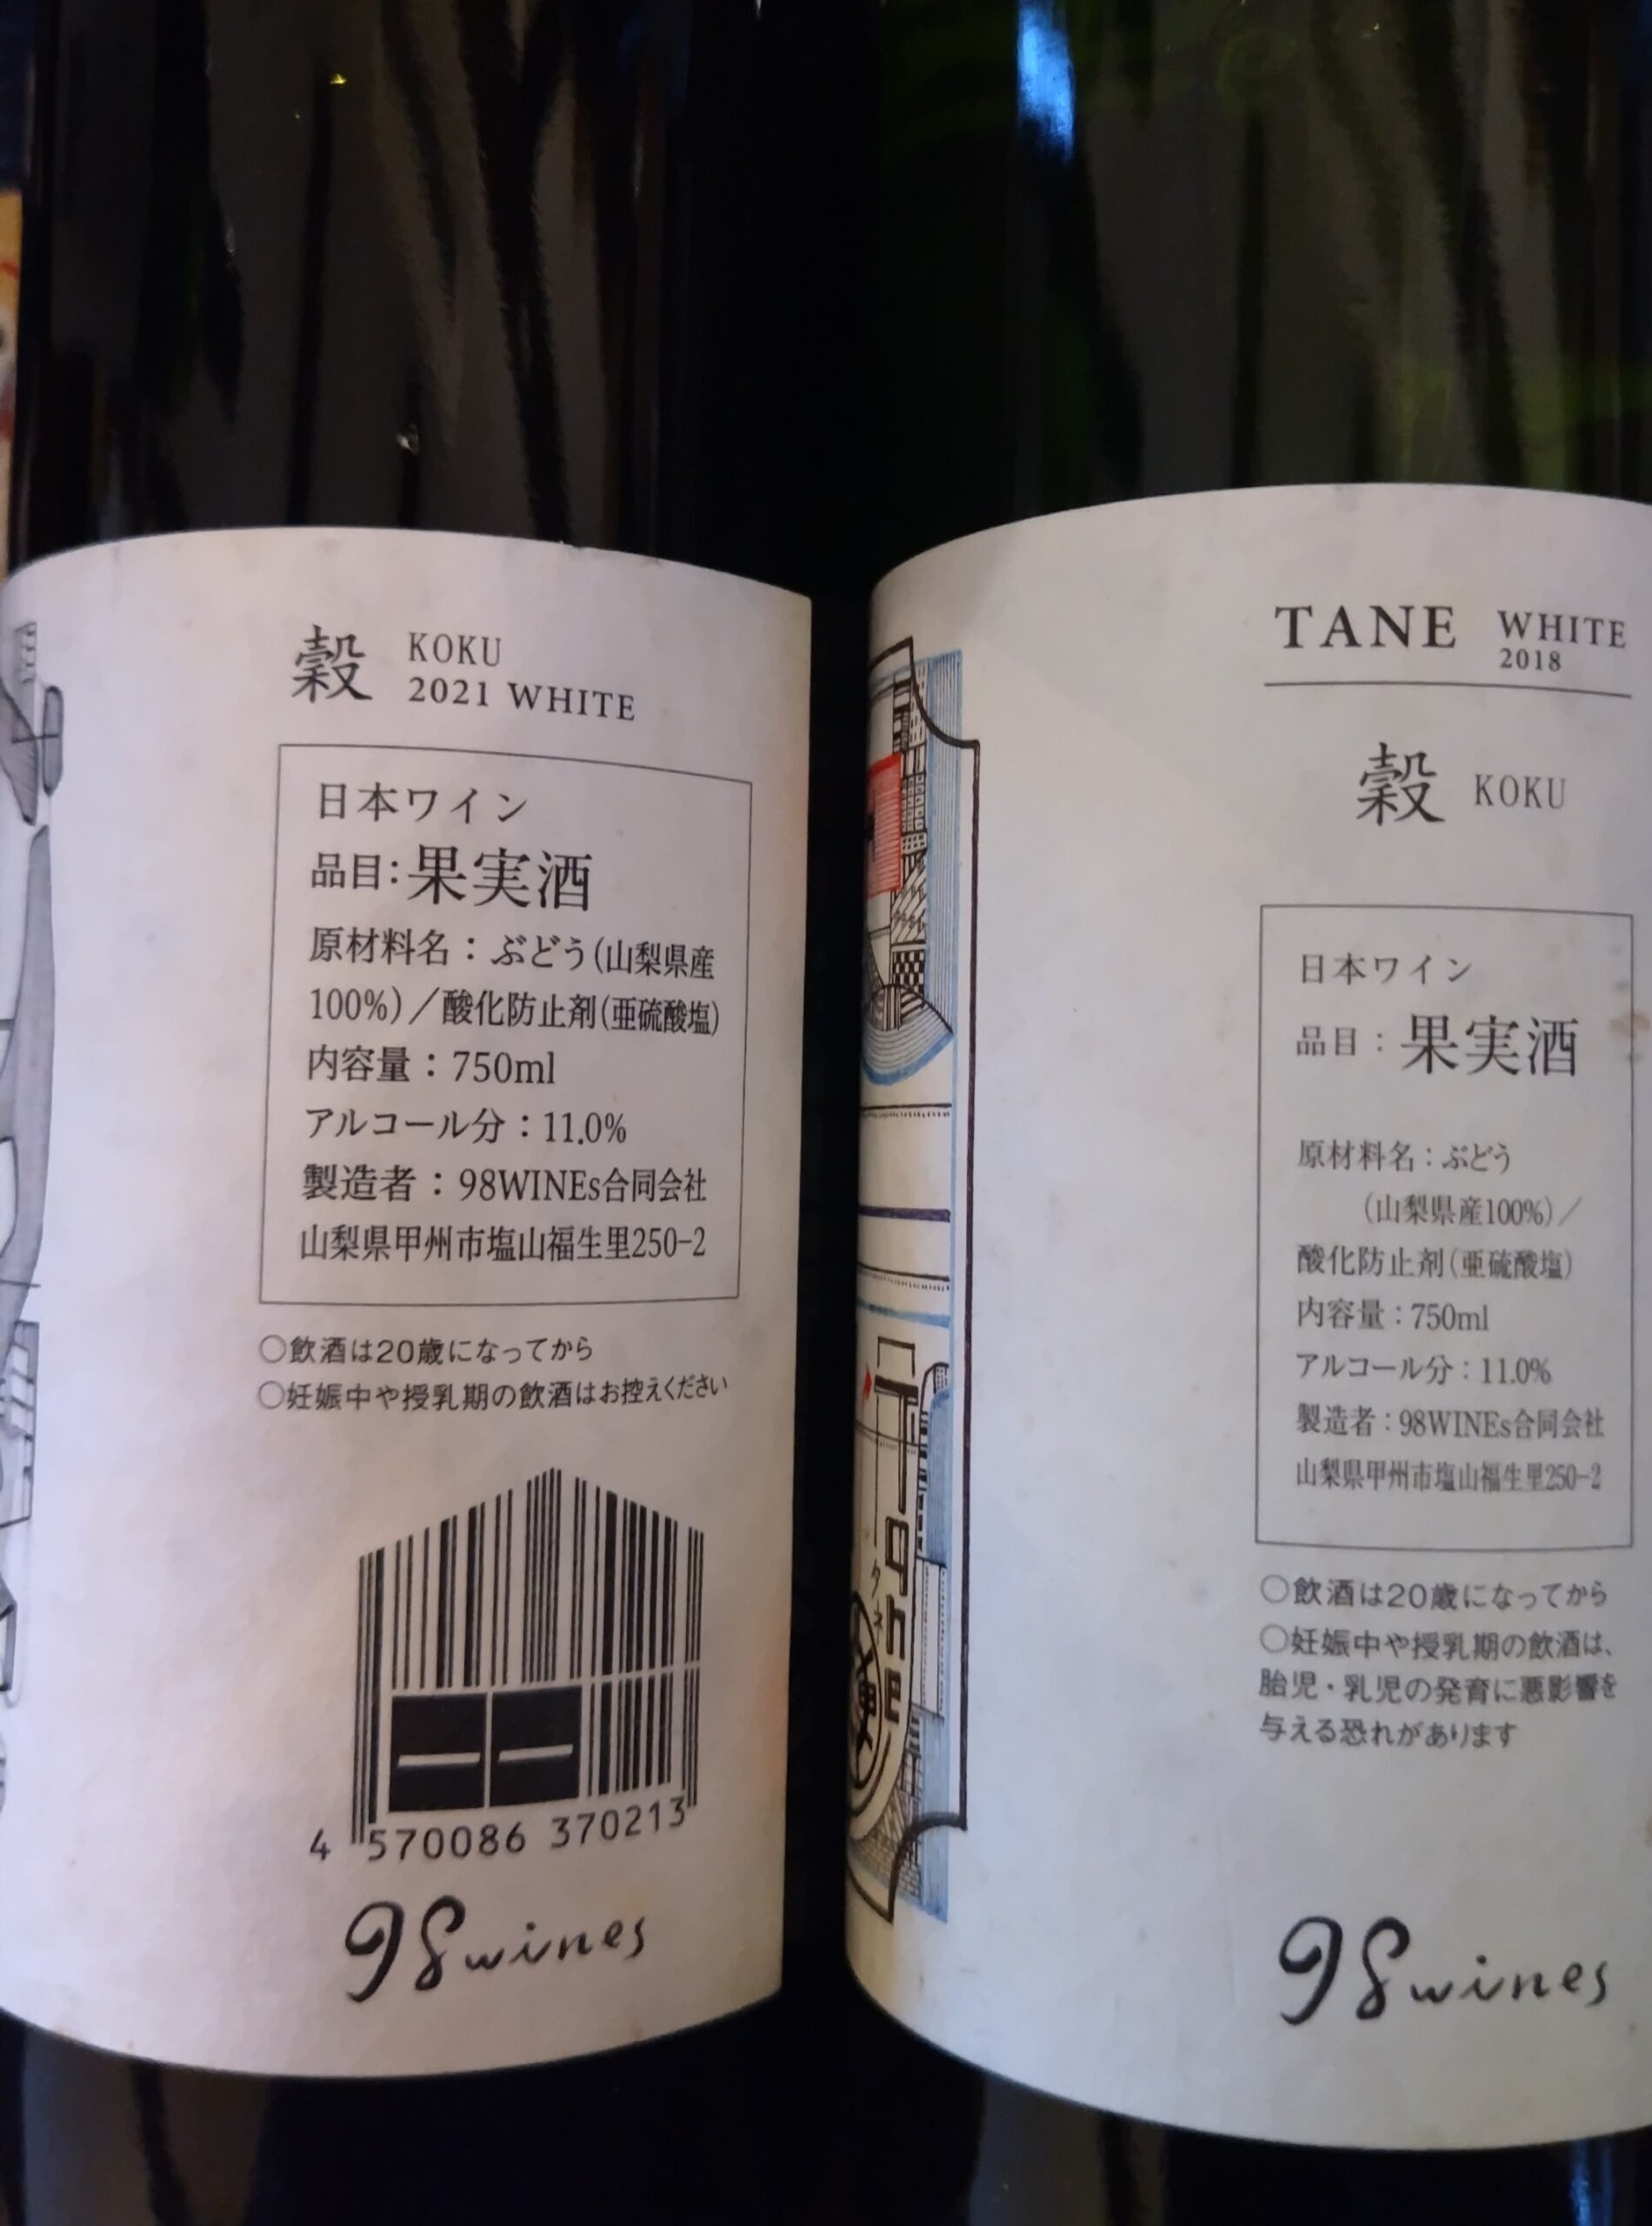 穀 KOKU
2021 WHITE
日本ワイン
品目:果実酒
原材料名：ぶどう(山梨県産
100%)／酸化防止剤(亜硫酸塩)
内容量：750ml
アルコール分：11.0%
製造者：98WINEs合同会社
山梨県甲州市塩山福生里250-2
○飲酒は20歳になってから
○妊娠中や授乳期の飲酒はお控えください
4 570086 370213
98wines
TANE WHITE
2018
穀 KOKU
日本ワイン
品目：果実酒
原材料名：ぶどう
(山梨県産100%)／
酸化防止剤(亜硫酸塩)
内容量：750ml
アルコール分：11.0%
製造者：98WINEs合同会社
山梨県甲州市塩山福生里250-2
○飲酒は20歳になってから
○妊娠中や授乳期の飲酒は、
胎児・乳児の発育に悪影響を
与える恐れがあります
98wines
タネ